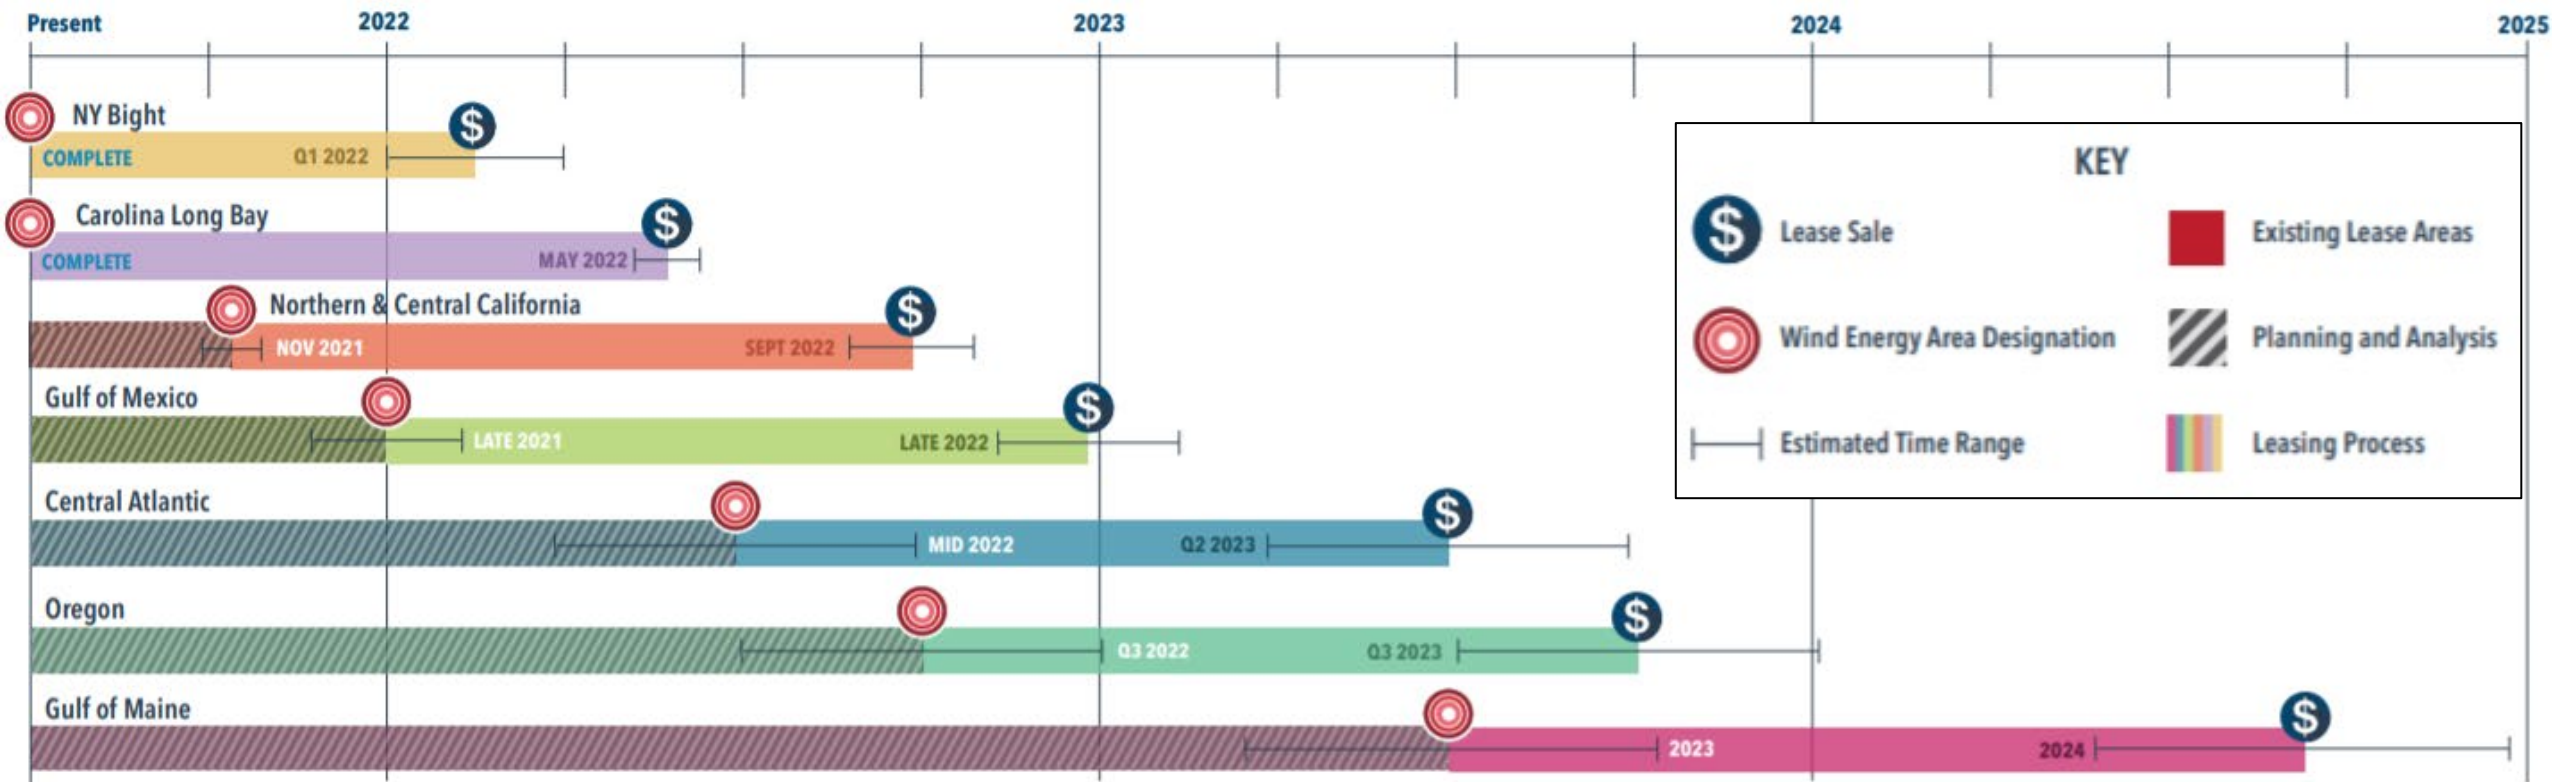 Present 2022 2023 2024 2025
NY Bight
$
COMPLETE Q1 2022
Carolina Long Bay
$
COMPLETE MAY 2022
Northern & Central California
$
NOV 2021 SEPT 2022
Gulf of Mexico
$
LATE 2021 LATE 2022
Central Atlantic
$
MID 2022 Q2 2023
Oregon
$
Q3 2022 Q3 2023
Gulf of Maine
$
2023 2024
KEY
$ Lease Sale Existing Lease Areas
Wind Energy Area Designation Planning and Analysis
Estimated Time Range Leasing Process